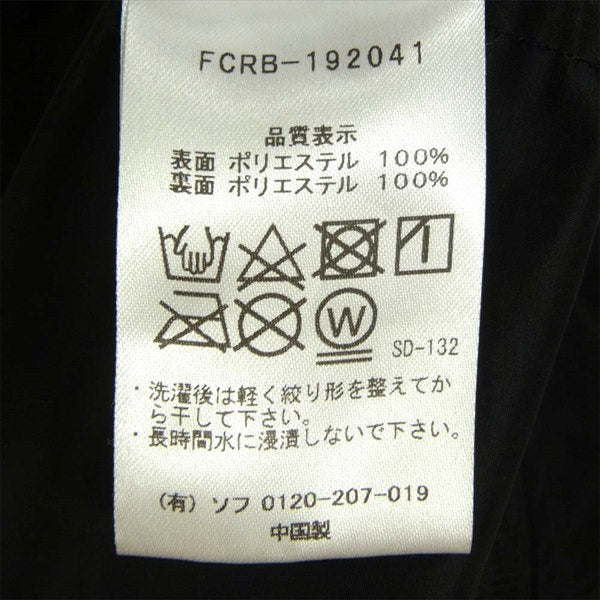 FCRB-192041
品質表示
表面 ポリエステル 100%
裏面 ポリエステル 100%
W
SD-132
・洗濯後は軽く絞り形を整えてか
ら干して下さい。
・長時間水に浸漬しないで下さい。
(有) ソフ 0120-207-019
中国製